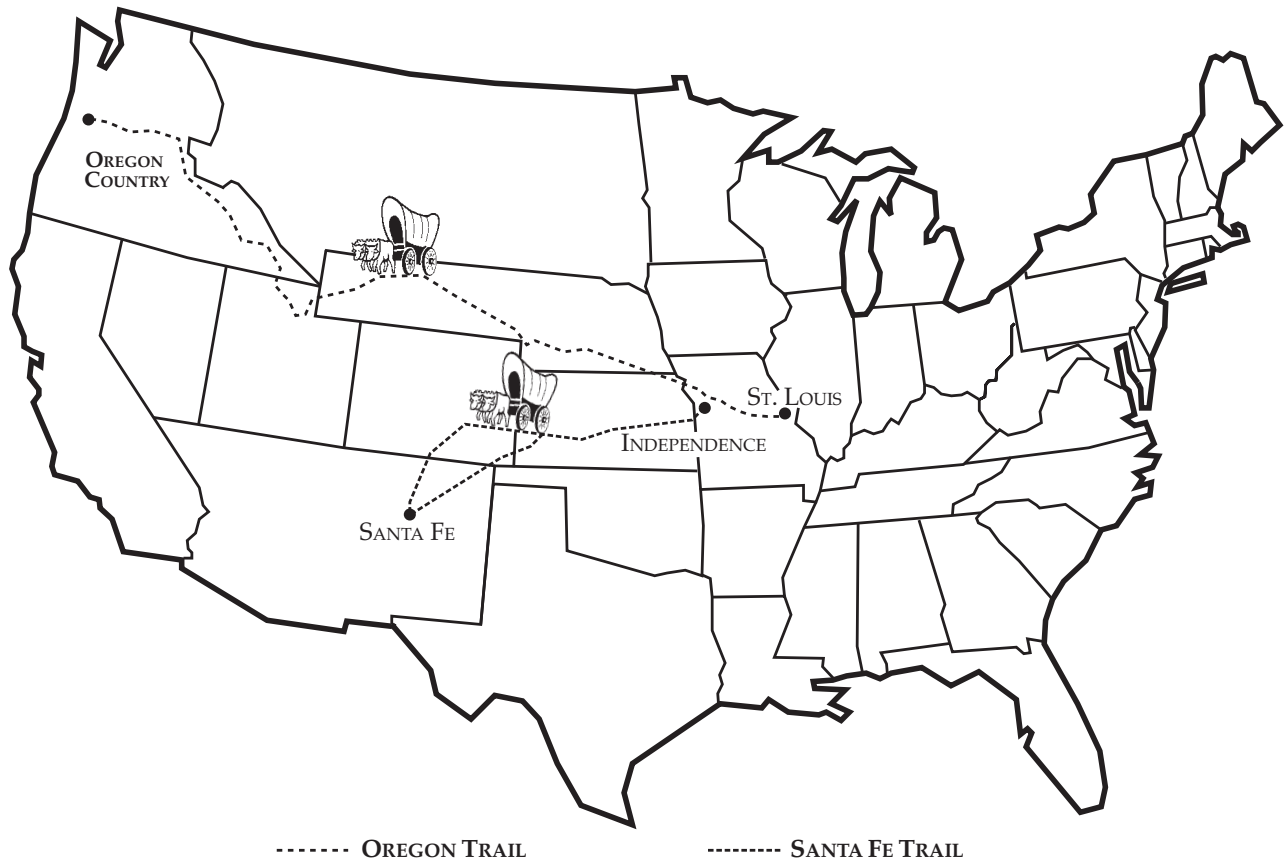 OREGON
COUNTRY
ST. LOUIS
INDEPENDENCE
SANTA FE
OREGON TRAIL
SANTA FE TRAIL